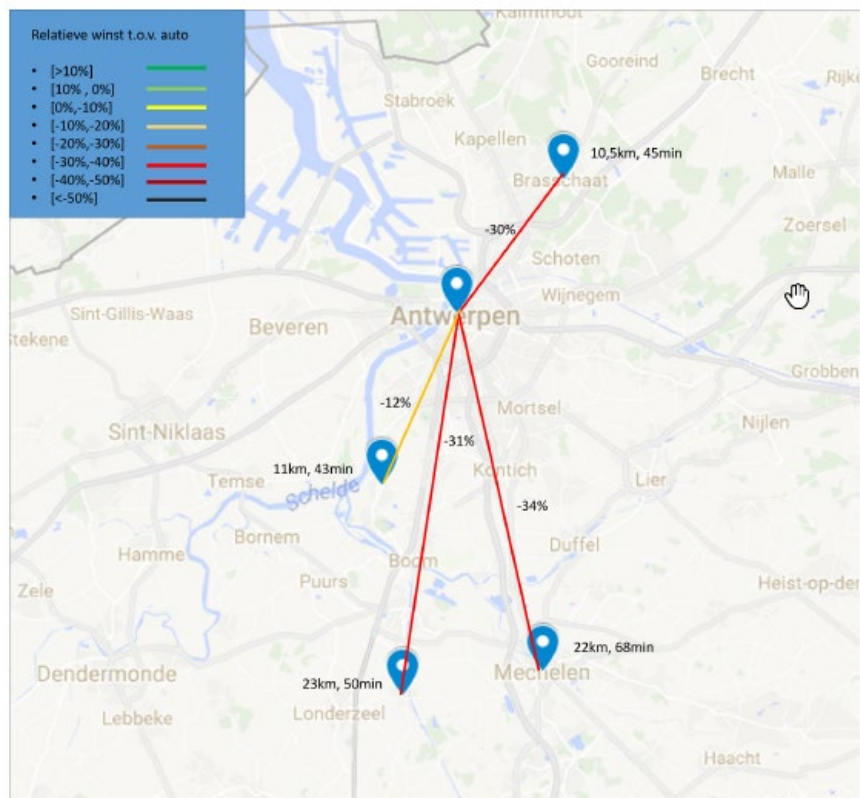 Relatieve winst t.o.v. auto
• [>10%]
• [10% , 0%]
• [0%,-10%]
• [-10%,-20%]
• [-20%,-30%]
• [-30%,-40%]
• [-40%,-50%]
• [<-50%]
Kalmthout
Gooreind
Brecht
Rijke
Stabroek
Kapellen
10,5km, 45min
Brasschaat
Malle
-30%
Zoersel
Schoten
Wijnegem
Sint-Gillis-Waas
Antwerpen
Beveren
Stekene
Grobben
-12%
Mortsel
Nijlen
Sint-Niklaas
-31%
11km, 43min
Kontich
Temse
Lier
Schelde
-34%
Bornem
Duffel
Hamme
Boom
Puurs
Heist-op-der
Zele
22km, 68min
Dendermonde
Mechelen
23km, 50min
Lebbeke
Londerzeel
Haacht